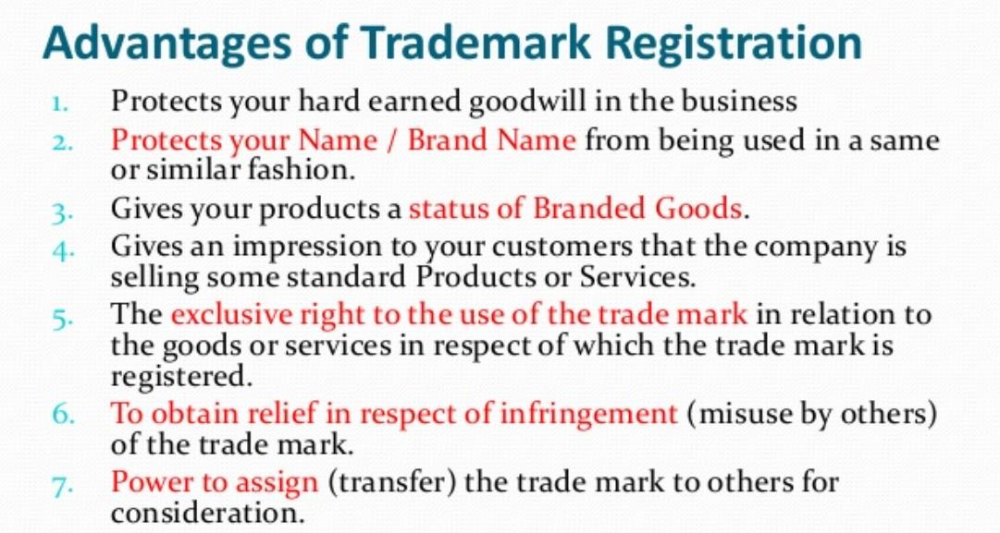 Advantages of Trademark Registration
1. Protects your hard earned goodwill in the business
2. Protects your Name / Brand Name from being used in a same
or similar fashion.
3. Gives your products a status of Branded Goods.
4. Gives an impression to your customers that the company is
selling some standard Products or Services.
5. The exclusive right to the use of the trade mark in relation to
the goods or services in respect of which the trade mark is
registered.
6. To obtain relief in respect of infringement (misuse by others)
of the trade mark.
7. Power to assign (transfer) the trade mark to others for
consideration.